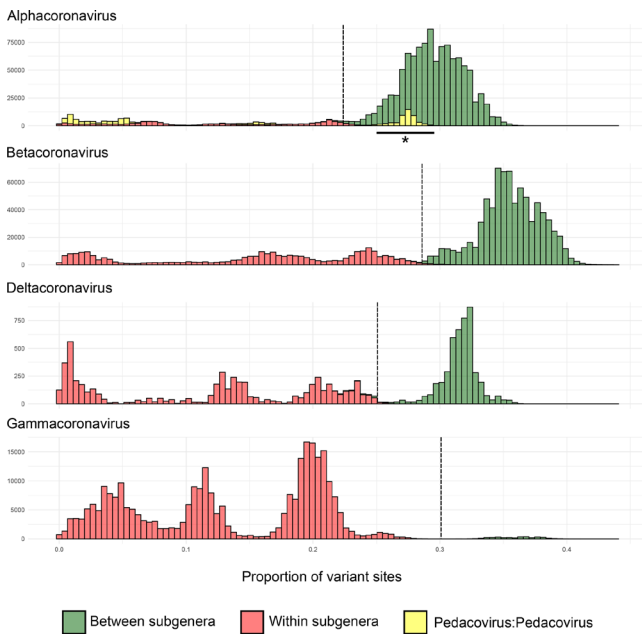 Alphacoronavirus
75000
50000
25000
0
*
Betacoronavirus
60000
40000
20000
0
Deltacoronavirus
750
500
250
0
Gammacoronavirus
15000
10000
5000
0
0.0 0.1 0.2 0.3 0.4
Proportion of variant sites
Between subgenera Within subgenera Pedacovirus:Pedacovirus